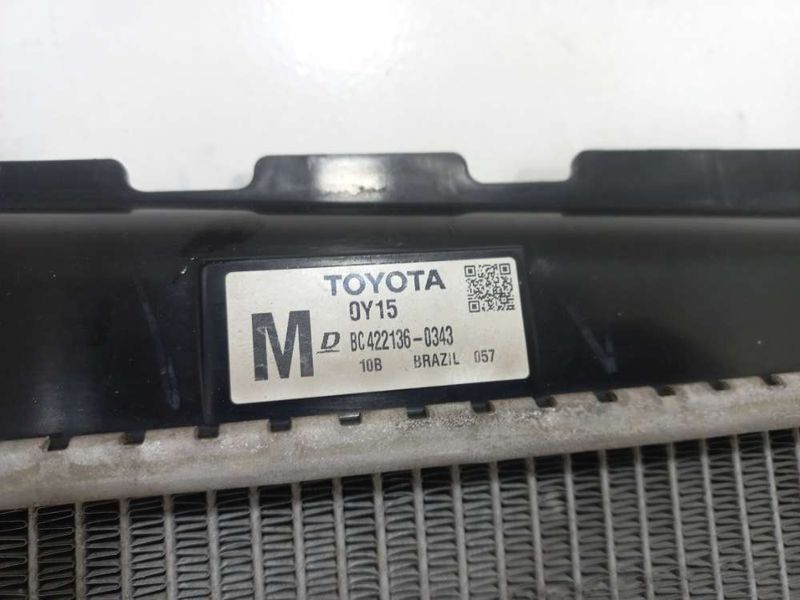 TOYOTA
0Y15
M D BC422136-0343
10B BRAZIL 057